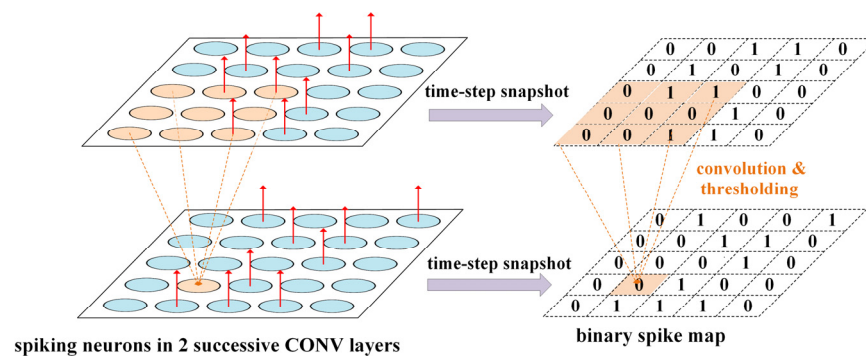 time-step snapshot
0 0 1 1 0
0 1 0 1 0
0 1 1 0 0
0 0 0 1 0
0 0 1 1 0
convolution &
thresholding
time-step snapshot
0 1 0 0 1
0 0 1 1 0
0 0 0 1 0
0 0 1 0 0
0 1 1 1 0
spiking neurons in 2 successive CONV layers
binary spike map